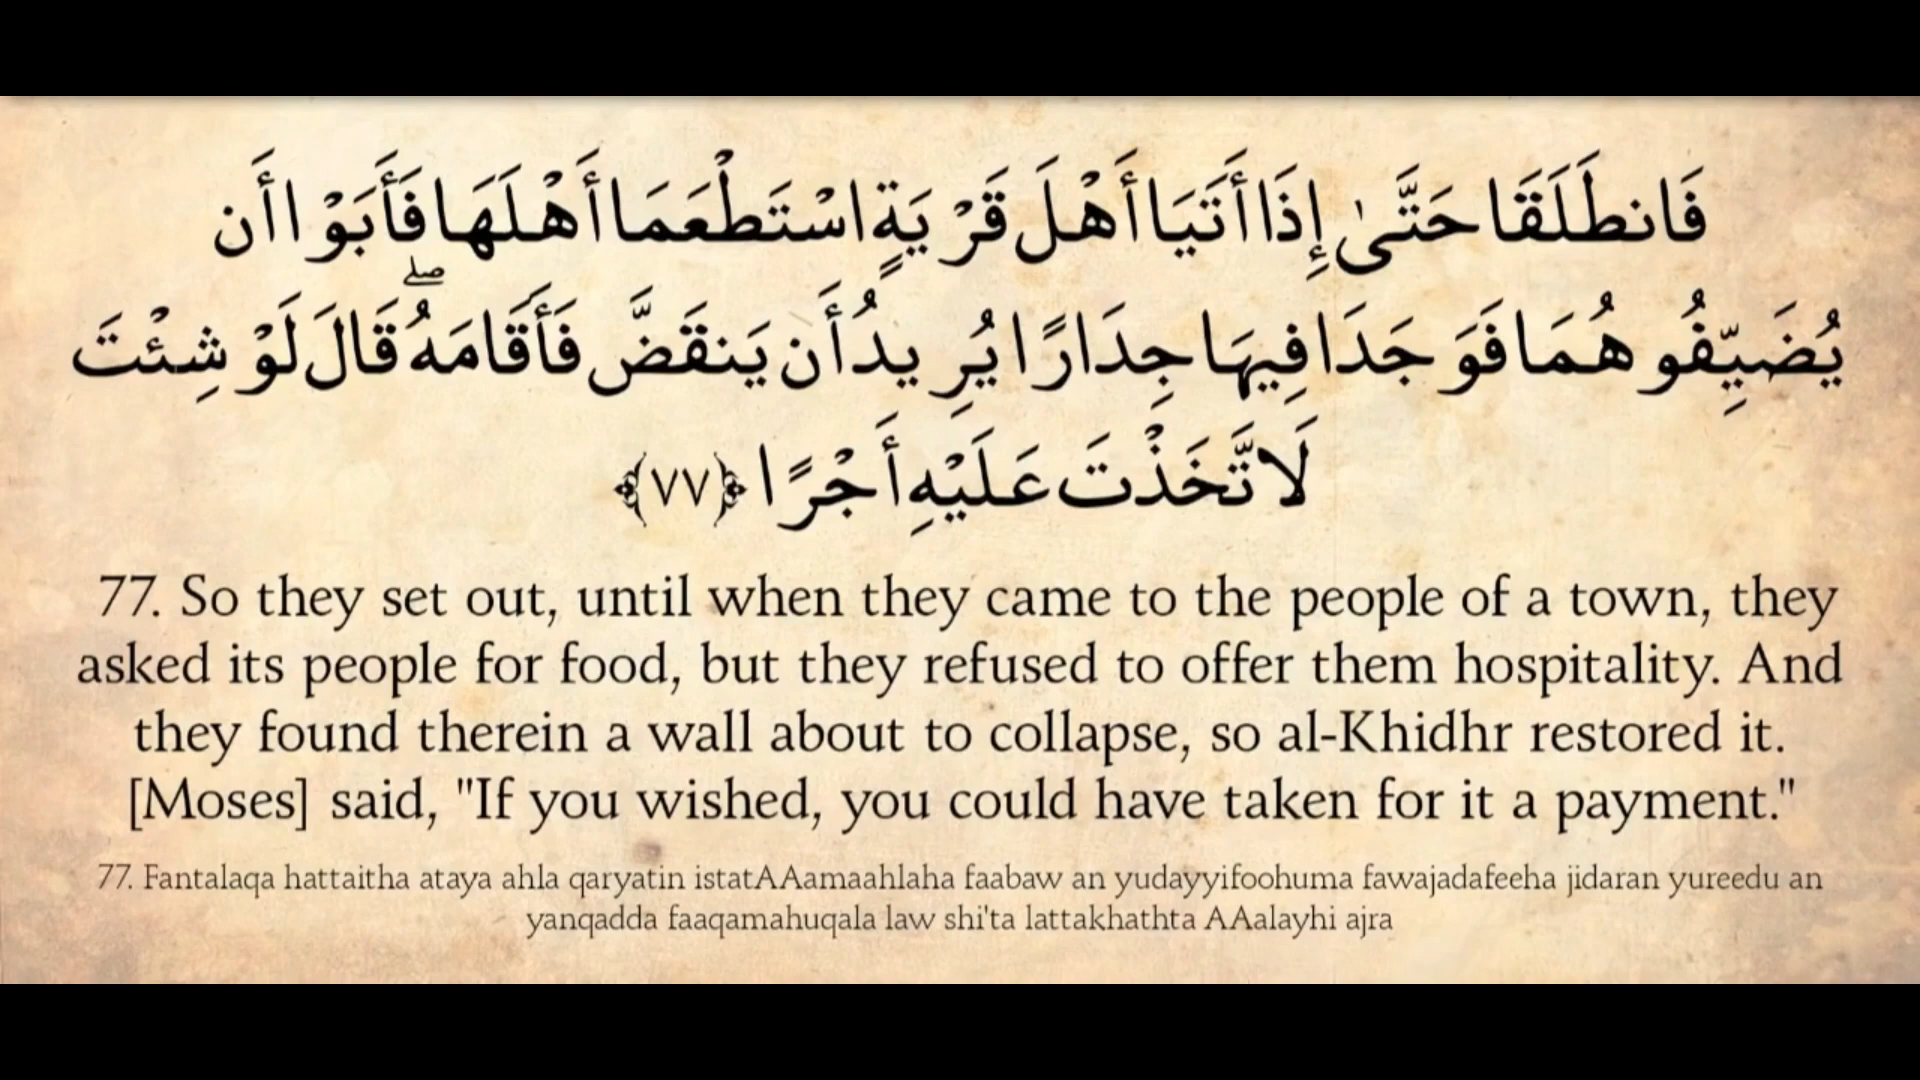 فَانطَلَقَا حَتَّىٰ إِذَا أَتَيَا أَهْلَ قَرْيَةٍ اسْتَطْعَمَا أَهْلَهَا فَأَبَوْا أَن
يُضَيِّفُوهُمَا فَوَجَدَا فِيهَا جِدَارًا يُرِيدُ أَن يَنقَضَّ فَأَقَامَهُ ۖ قَالَ لَوْ شِئْتَ
لَاتَّخَذْتَ عَلَيْهِ أَجْرًا ﴿٧٧﴾
77. So they set out, until when they came to the people of a town, they
asked its people for food, but they refused to offer them hospitality. And
they found therein a wall about to collapse, so al-Khidhr restored it.
[Moses] said, "If you wished, you could have taken for it a payment."
77. Fantalaqa hattaitha ataya ahla qaryatin istatAAamaahlaha faabaw an yudayyifoohuma fawajadafeeha jidaran yureedu an
yanqadda faaqamahuqala law shi'ta lattakhathta AAalayhi ajra